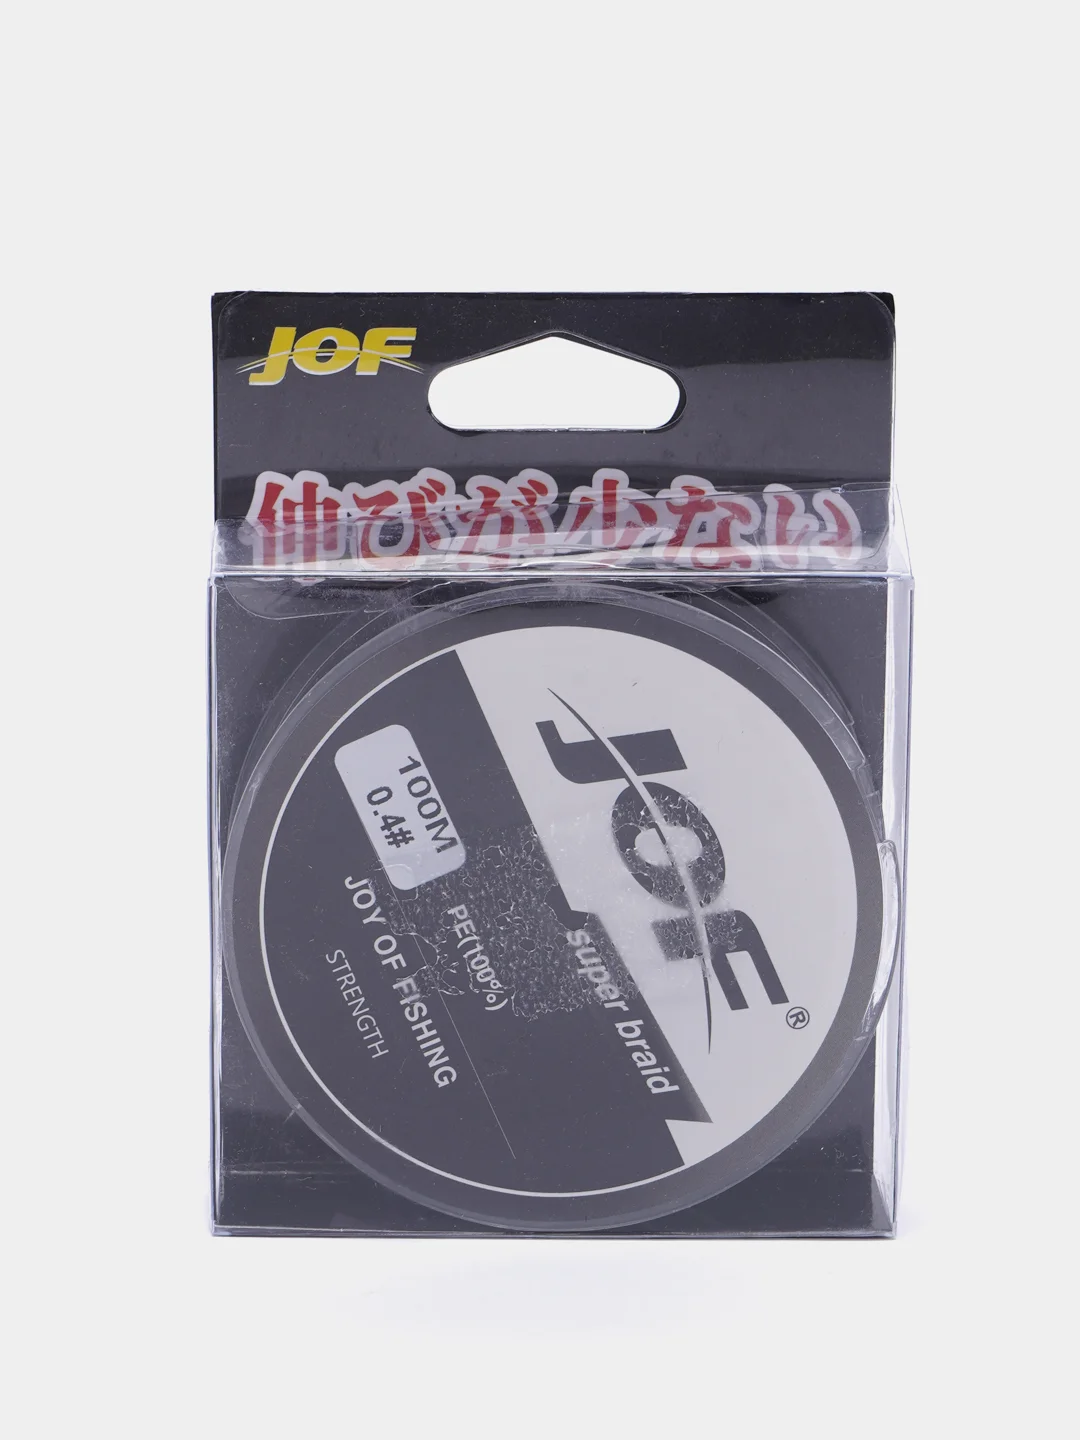 JOF
伸びが少ない
JOF®
super braid
100M
0.4#
PE(100%)
JOY OF FISHING
STRENGTH